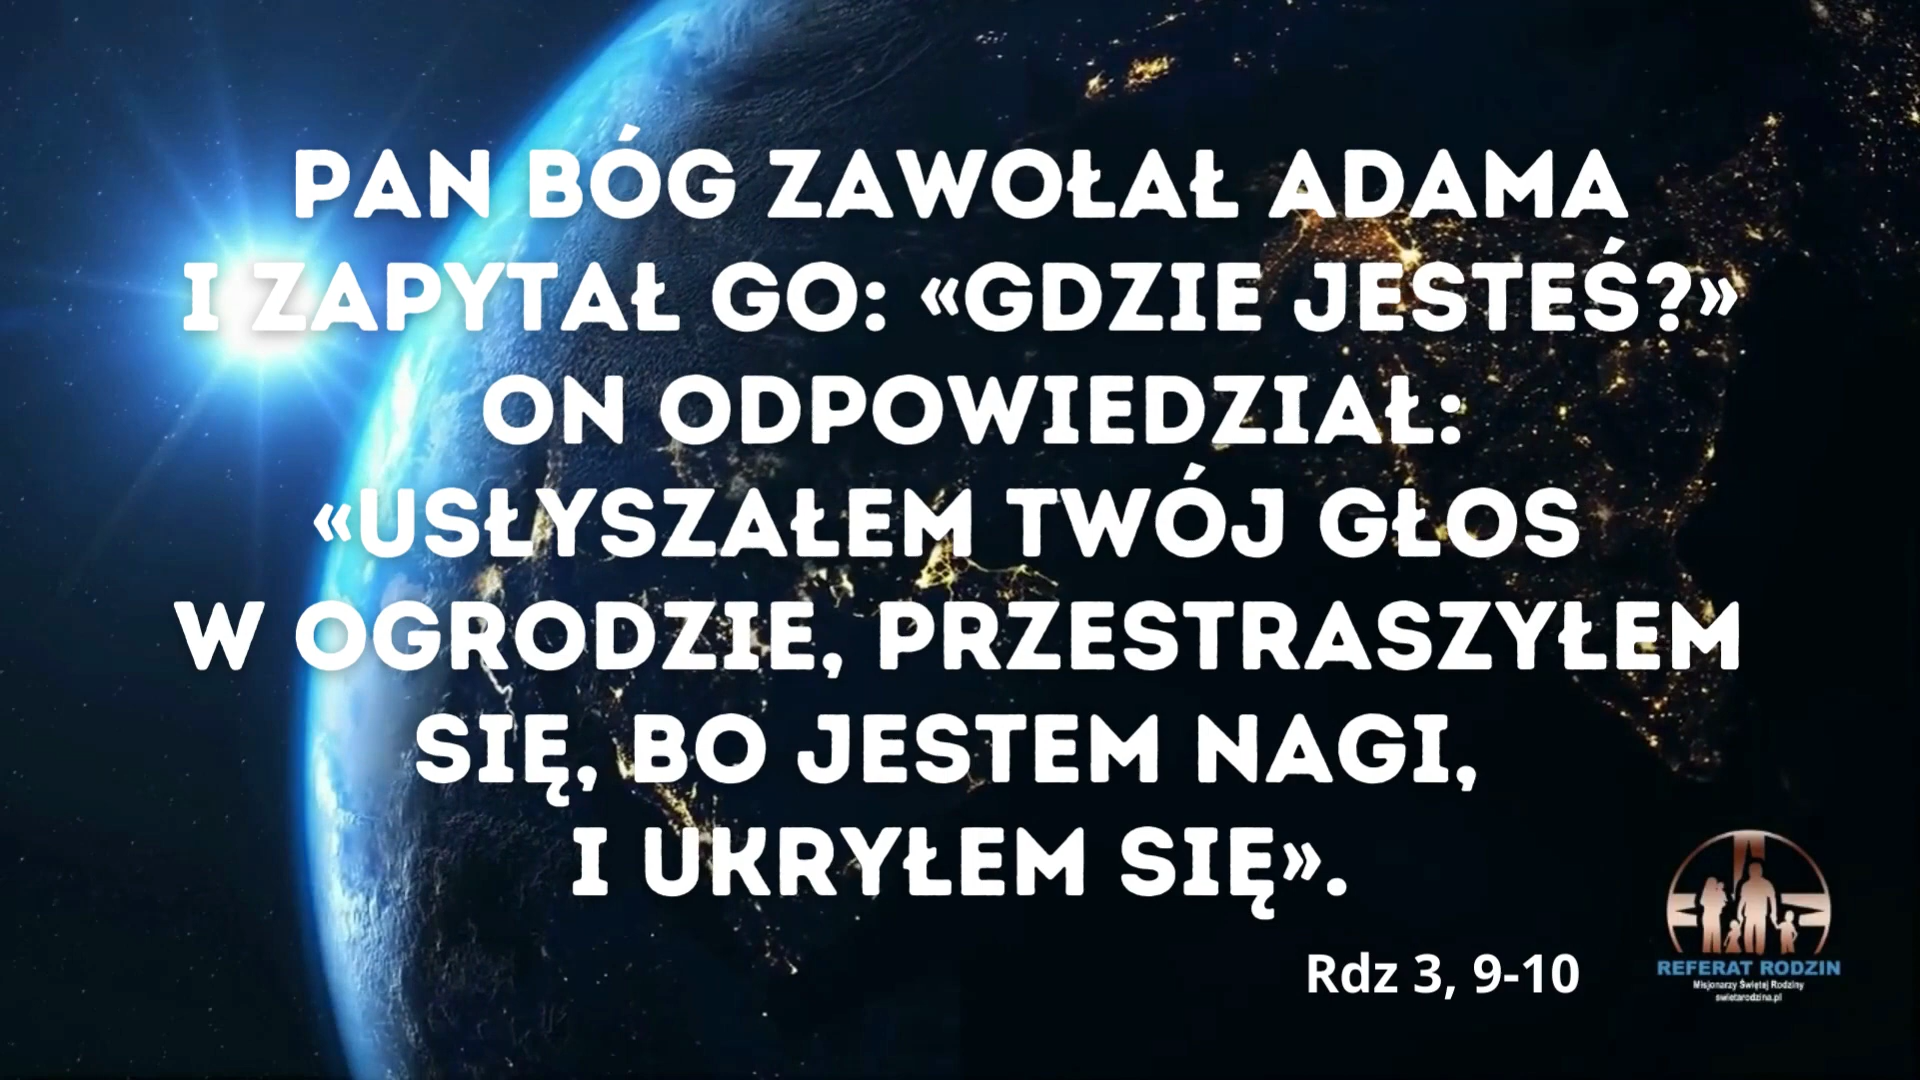 PAN BÓG ZAWOŁAŁ ADAMA
I ZAPYTAŁ GO: «GDZIE JESTEŚ?»
ON ODPOWIEDZIAŁ:
«USŁYSZAŁEM TWÓJ GŁOS
W OGRODZIE, PRZESTRASZYŁEM
SIĘ, BO JESTEM NAGI,
I UKRYŁEM SIĘ».
Rdz 3, 9-10
REFERAT RODZIN
Misjonarzy Świętej Rodziny
swietarodzina.pl